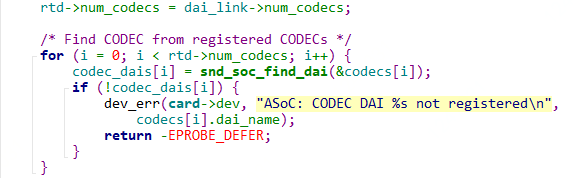 rtd->num_codecs = dai_link->num_codecs;
/* Find CODEC from registered CODECs */
for (i = 0; i < rtd->num_codecs; i++) {
codec_dais[i] = snd_soc_find_dai(&codecs[i]);
if (!codec_dais[i]) {
dev_err(card->dev, "ASoC: CODEC DAI %s not registered\n",
codecs[i].dai_name);
return -EPROBE_DEFER;
}
}